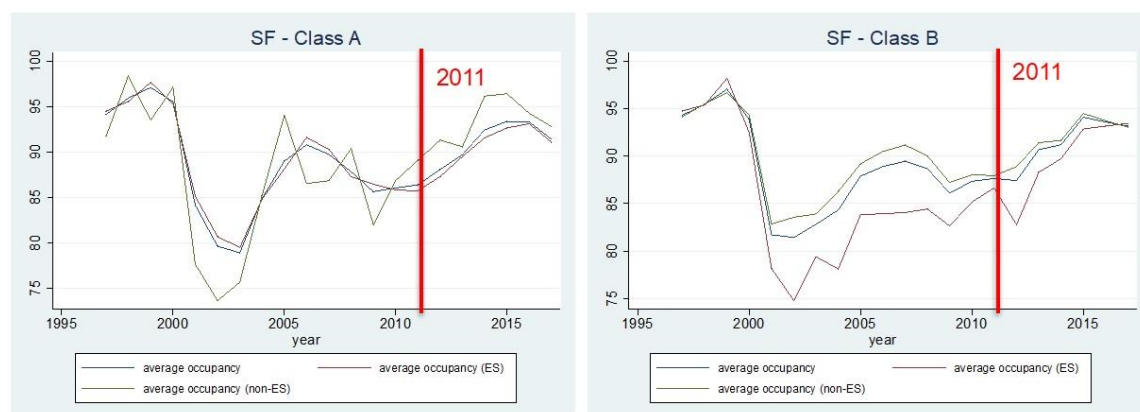 SF - Class A
2011
100
95
90
85
80
75
1995
2000
2005
2010
2015
year
average occupancy
average occupancy (ES)
average occupancy (non-ES)
SF - Class B
2011
100
95
90
85
80
75
1995
2000
2005
2010
2015
year
average occupancy
average occupancy (ES)
average occupancy (non-ES)